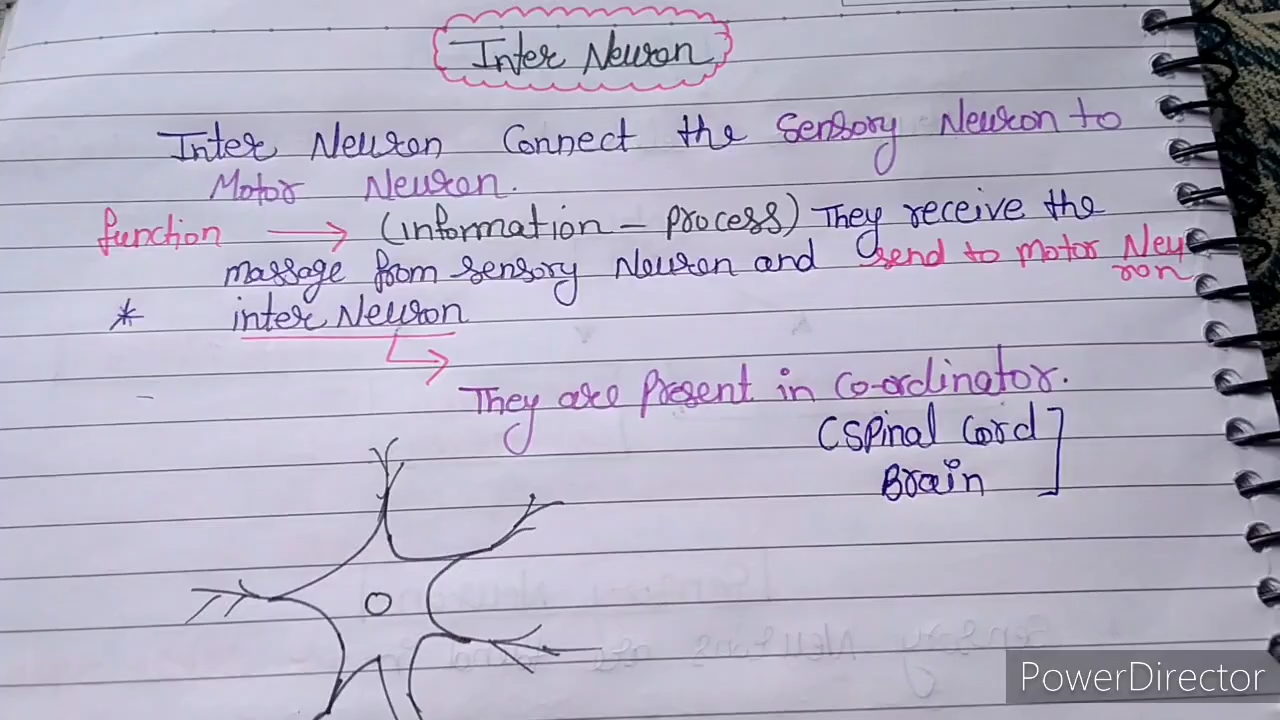 Inter Neuron
Inter Neuron Connect the Sensory Neuron to
Motor Neuron.
function → (information - process) They receive the
massage from sensory Neuron and send to motor Neu
ron
* inter Neuron
They are Present in Co-ordinator.
(Spinal Cord
Brain ]
PowerDirector